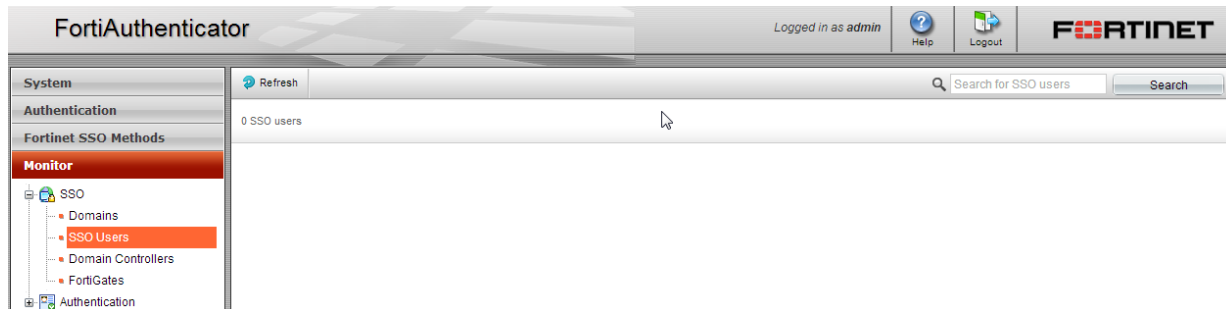 FortiAuthenticator
Logged in as admin
Help
Logout
FORTINET
System
Authentication
Fortinet SSO Methods
Monitor
SSO
Domains
SSO Users
Domain Controllers
FortiGates
Authentication
Refresh
Search for SSO users
Search
0 SSO users